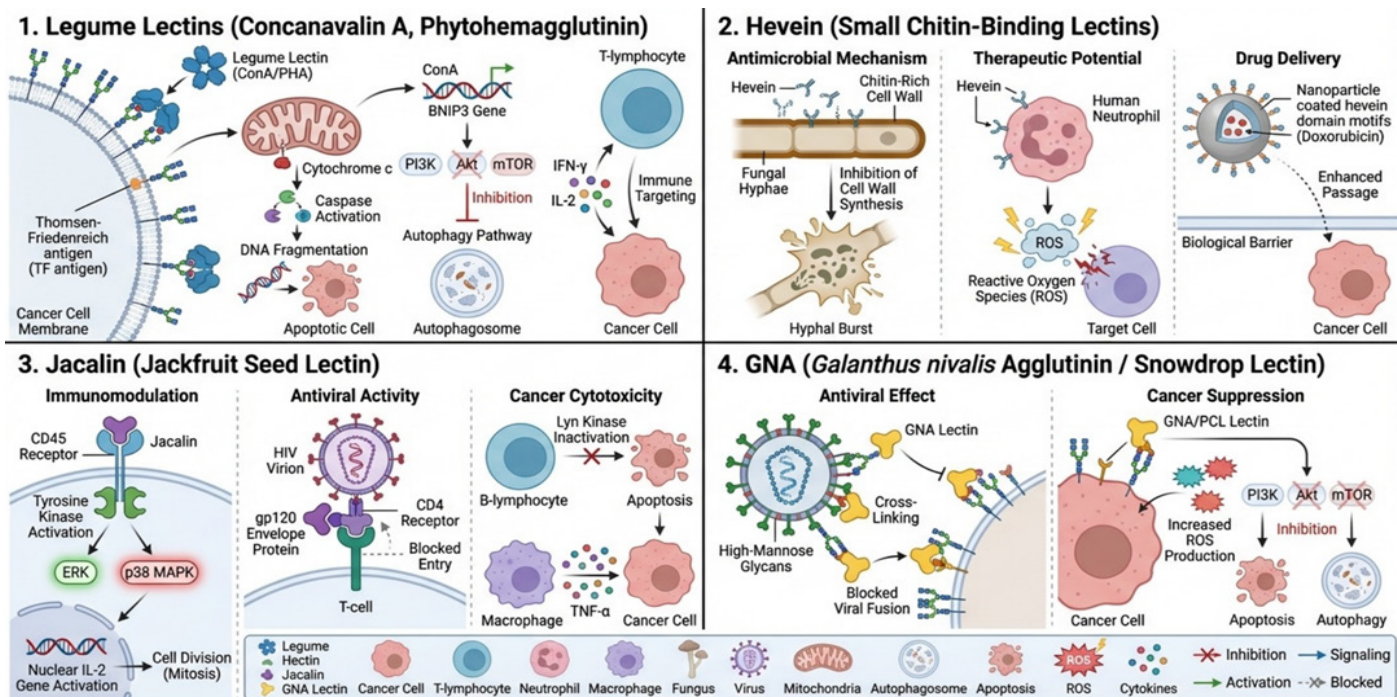 1. Legume Lectins (Concanavalin A, Phytohemagglutinin)
Legume Lectin
(ConA/PHA)
Thomsen-
Friedenreich
antigen
(TF antigen)
Cancer Cell
Membrane
Cytochrome c
Caspase
Activation
DNA Fragmentation
Apoptotic Cell
ConA
BNIP3 Gene
PI3K
Akt
mTOR
Inhibition
Autophagy Pathway
Autophagosome
T-lymphocyte
IFN-γ
IL-2
Immune
Targeting
Cancer Cell
2. Hevein (Small Chitin-Binding Lectins)
Antimicrobial Mechanism
Hevein
Chitin-Rich
Cell Wall
Fungal
Hyphae
Inhibition of
Cell Wall
Synthesis
Hyphal Burst
Therapeutic Potential
Hevein
Human
Neutrophil
ROS
Reactive Oxygen
Species (ROS)
Target Cell
Drug Delivery
Nanoparticle
coated hevein
domain motifs
(Doxorubicin)
Enhanced
Passage
Biological Barrier
Cancer Cell
3. Jacalin (Jackfruit Seed Lectin)
Immunomodulation
CD45
Receptor
Jacalin
Tyrosine
Kinase
Activation
ERK
p38 MAPK
Nuclear IL-2
Gene Activation
Cell Division
(Mitosis)
Antiviral Activity
HIV
Virion
gp120
Envelope
Protein
CD4
Receptor
Blocked
Entry
T-cell
Cancer Cytotoxicity
Lyn Kinase
Inactivation
B-lymphocyte
Apoptosis
Macrophage
TNF-α
Cancer Cell
4. GNA (Galanthus nivalis Agglutinin / Snowdrop Lectin)
Antiviral Effect
GNA Lectin
Cross-
Linking
High-Mannose
Glycans
Blocked
Viral Fusion
Cancer Suppression
GNA/PCL Lectin
PI3K
Akt
mTOR
Inhibition
Increased
ROS
Production
Cancer Cell
Apoptosis
Autophagy
Legume
Hectin
Jacalin
GNA Lectin
Cancer Cell
T-lymphocyte
Neutrophil
Macrophage
Fungus
Virus
Mitochondria
Autophagosome
Apoptosis
ROS
ROS
Cytokines
Inhibition
Signaling
Activation
Blocked